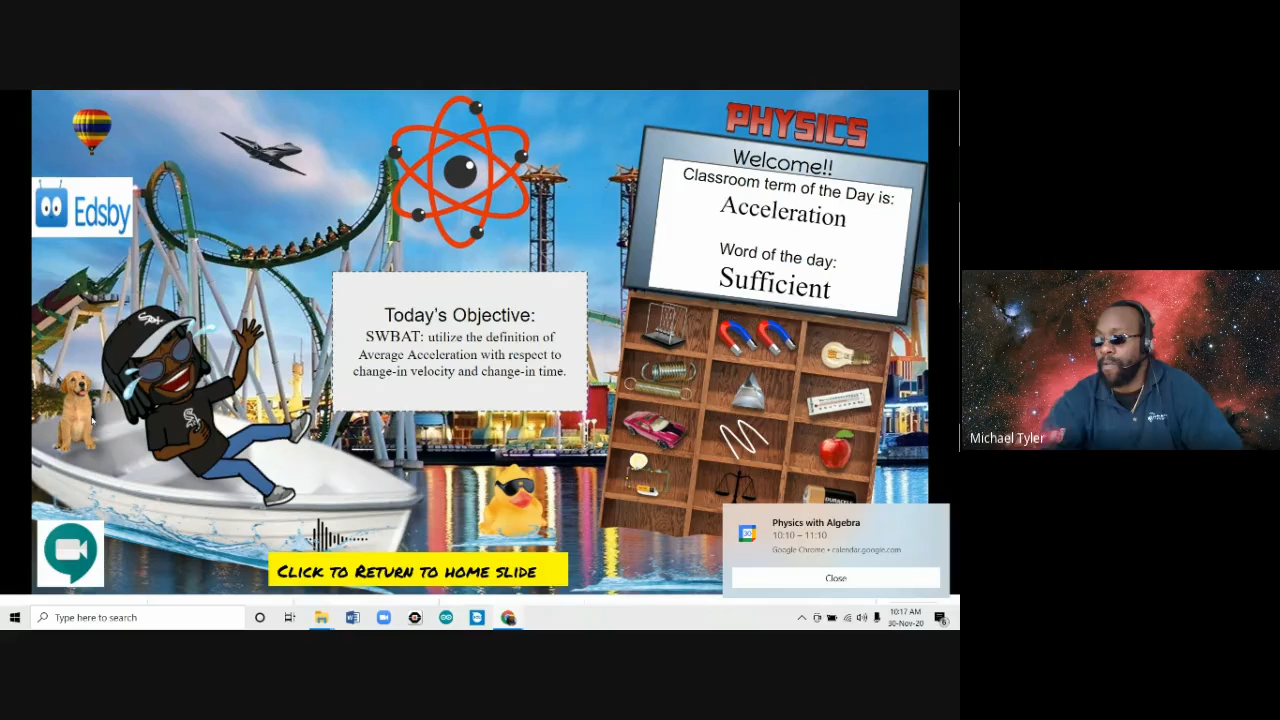 PHYSICS
Welcome!!
Classroom term of the Day is:
Acceleration
Word of the day:
Sufficient
Edsby
Today's Objective:
SWBAT: utilize the definition of
Average Acceleration with respect to
change-in velocity and change-in time.
CLICK TO RETURN TO HOME SLIDE
DURACELL
Physics with Algebra
10:10 – 11:10
Google Chrome • calendar.google.com
Close
Michael Tyler
Type here to search
10:17 AM
30-Nov-20